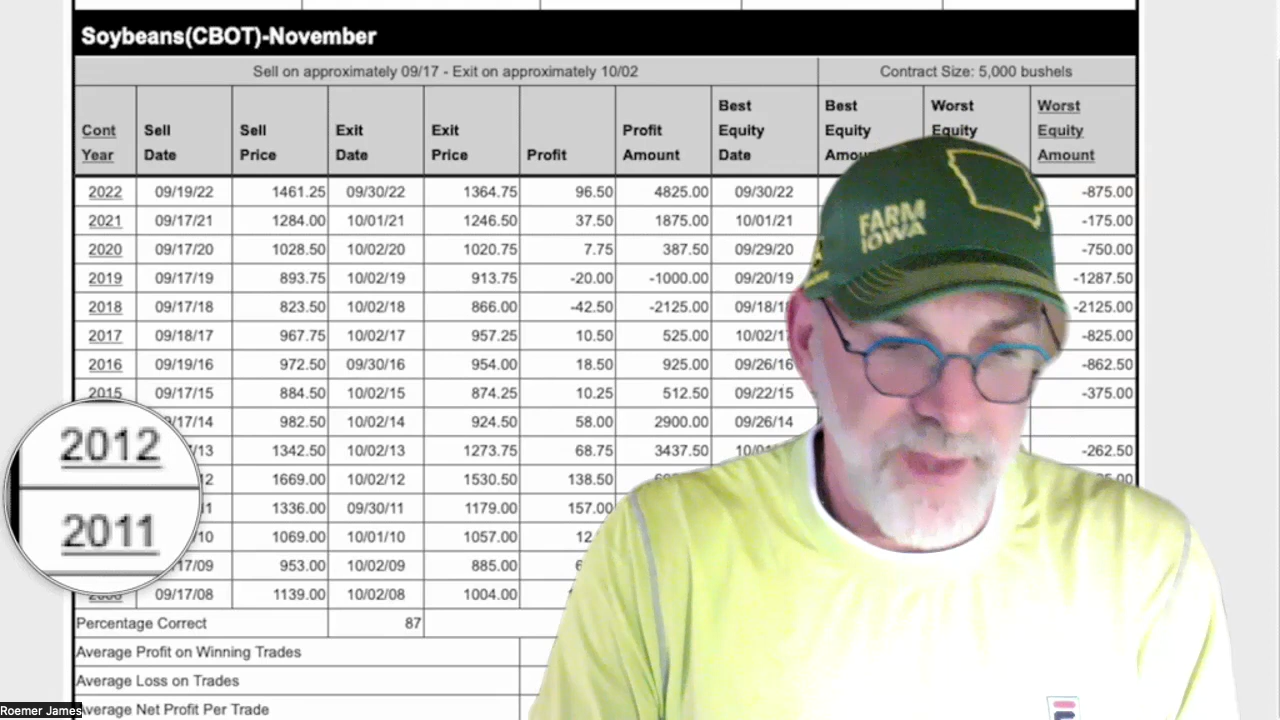 Soybeans(CBOT)-November
Sell on approximately 09/17 - Exit on approximately 10/02 Contract Size: 5,000 bushels
Cont Year Sell Date Sell Price Exit Date Exit Price Profit Profit Amount Best Equity Date Best Equity Worst Equity Worst Equity Amount
2022 09/19/22 1461.25 09/30/22 1364.75 96.50 4825.00 09/30/22 -875.00
2021 09/17/21 1284.00 10/01/21 1246.50 37.50 1875.00 10/01/21 -175.00
2020 09/17/20 1028.50 10/02/20 1020.75 7.75 387.50 09/29/20 -750.00
2019 09/17/19 893.75 10/02/19 913.75 -20.00 -1000.00 09/20/19 -1287.50
2018 09/17/18 823.50 10/02/18 866.00 -42.50 -2125.00 09/18/18 -2125.00
2017 09/18/17 967.75 10/02/17 957.25 10.50 525.00 10/02/17 -825.00
2016 09/19/16 972.50 09/30/16 954.00 18.50 925.00 09/26/16 -862.50
2015 09/17/15 884.50 10/02/15 874.25 10.25 512.50 09/22/15 -375.00
982.50 10/02/14 924.50 58.00 2900.00 09/26/14
1342.50 10/02/13 1273.75 68.75 3437.50 -262.50
1669.00 10/02/12 1530.50 138.50
1336.00 09/30/11 1179.00 157.00
1069.00 10/01/10 1057.00
953.00 10/02/09 885.00
09/17/08 1139.00 10/02/08 1004.00
2012
2011
Percentage Correct 87
Average Profit on Winning Trades
Average Loss on Trades
Average Net Profit Per Trade
FARM
IOWA
Roemer James